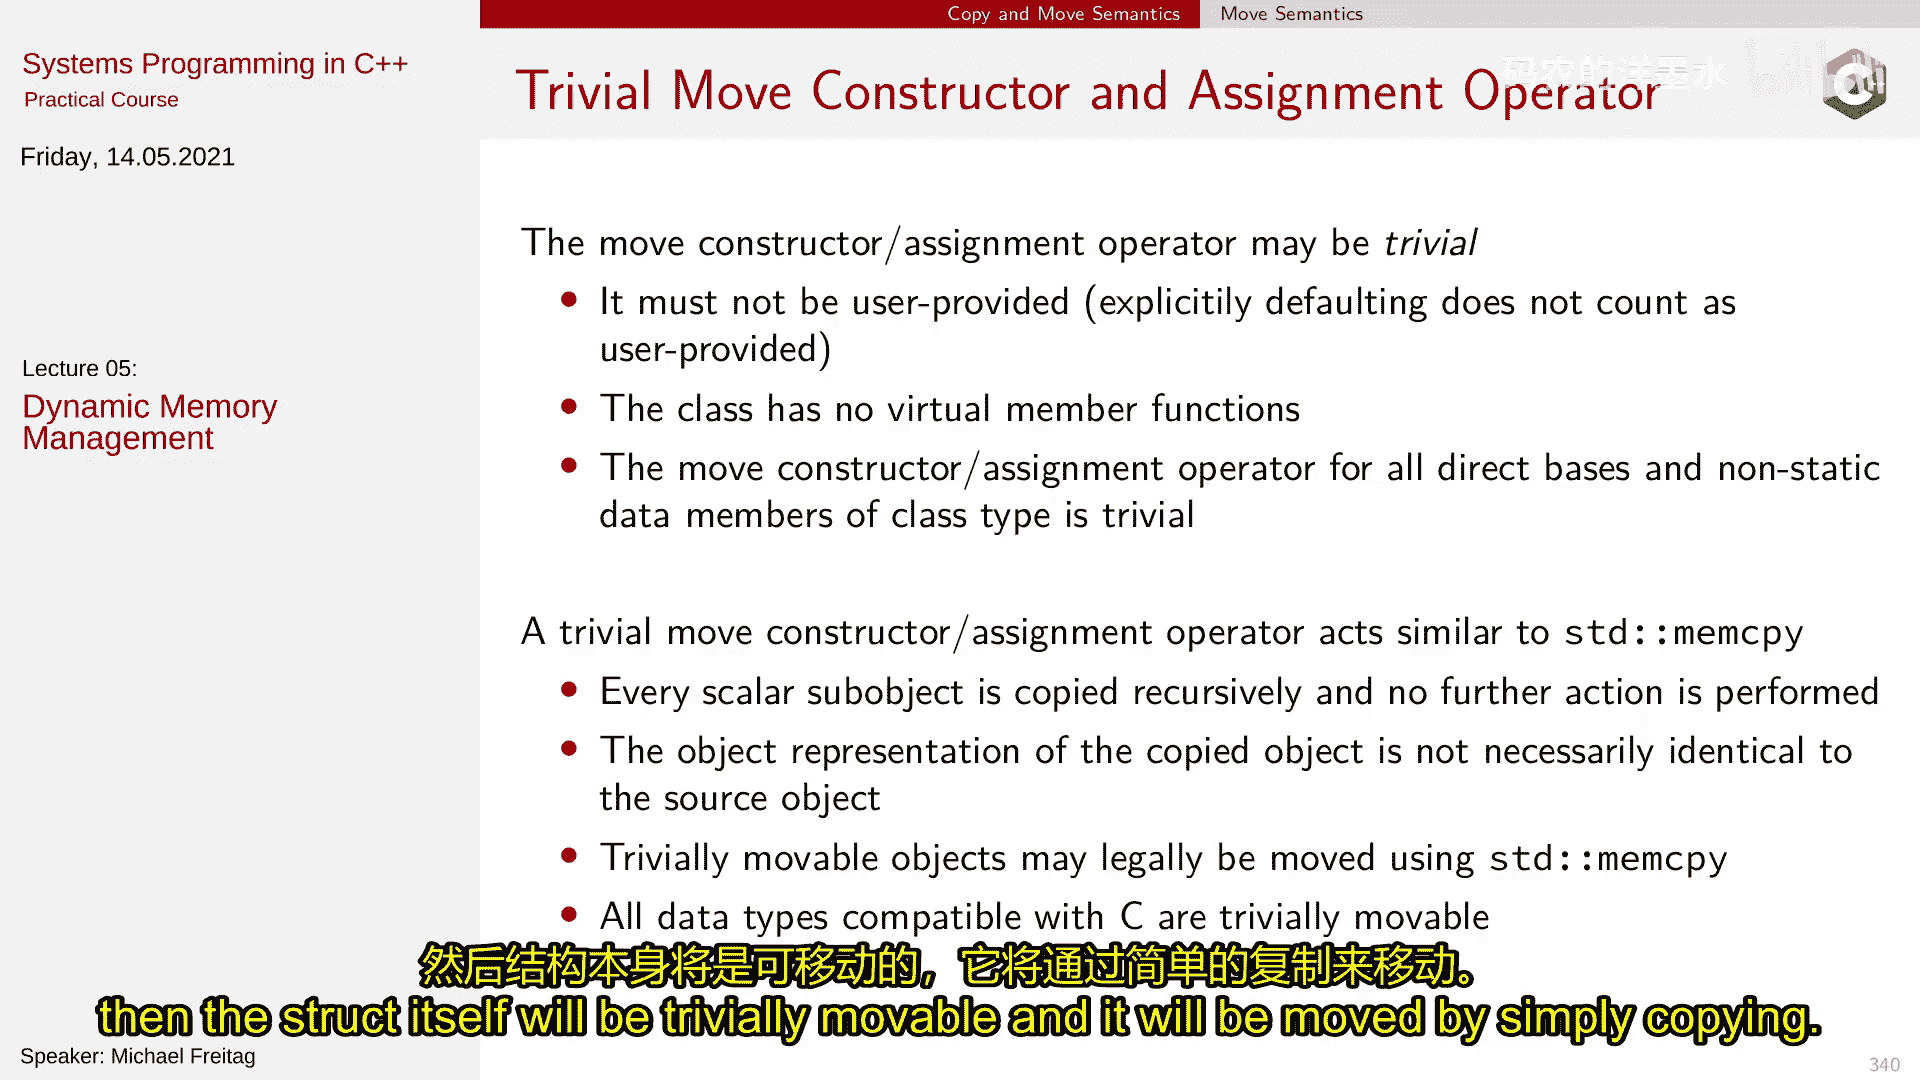 Copy and Move Semantics
Move Semantics
Systems Programming in C++
Practical Course
Friday, 14.05.2021
Lecture 05:
Dynamic Memory
Management
Trivial Move Constructor and Assignment Operator
码农的洋墨水
The move constructor/assignment operator may be trivial
• It must not be user-provided (explicitily defaulting does not count as
user-provided)
• The class has no virtual member functions
• The move constructor/assignment operator for all direct bases and non-static
data members of class type is trivial
A trivial move constructor/assignment operator acts similar to std::memcpy
• Every scalar subobject is copied recursively and no further action is performed
• The object representation of the copied object is not necessarily identical to
the source object
• Trivially movable objects may legally be moved using std::memcpy
• All data types compatible with C are trivially movable
然后结构本身将是可移动的，它将通过简单的复制来移动。
then the struct itself will be trivially movable and it will be moved by simply copying.
Speaker: Michael Freitag
340